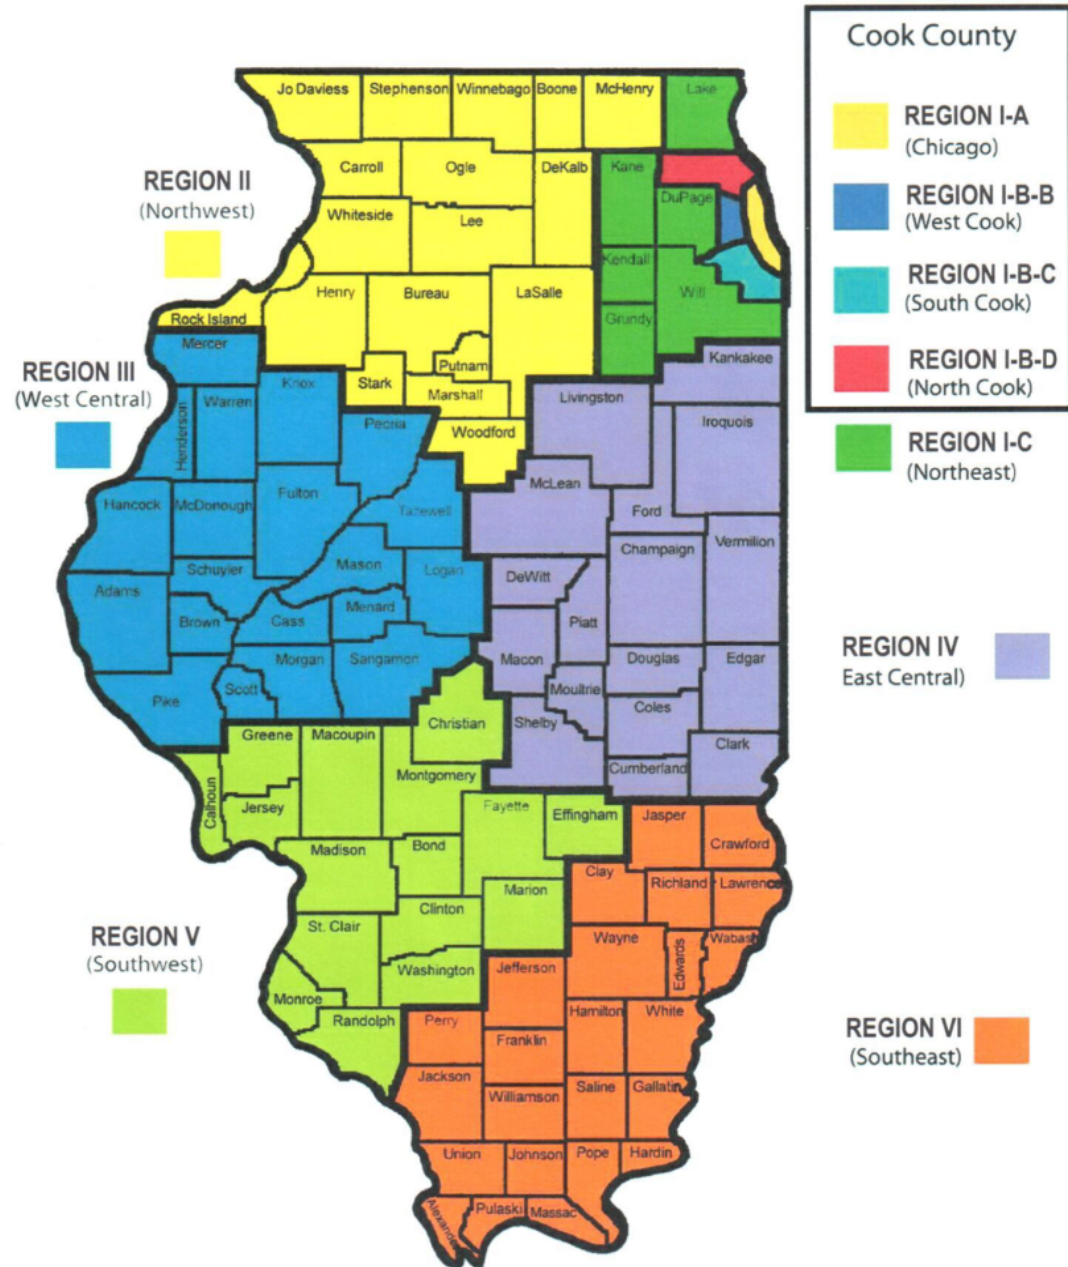 Cook County
REGION I-A
(Chicago)
REGION I-B-B
(West Cook)
REGION I-B-C
(South Cook)
REGION I-B-D
(North Cook)
REGION I-C
(Northeast)
REGION II
(Northwest)
REGION III
(West Central)
REGION IV
East Central)
REGION V
(Southwest)
REGION VI
(Southeast)
Jo Daviess
Stephenson
Winnebago
Boone
McHenry
Lake
Carroll
Ogle
DeKalb
Kane
DuPage
Whiteside
Lee
Kendall
Will
Grundy
Henry
Bureau
LaSalle
Rock Island
Putnam
Stark
Marshall
Woodford
Mercer
Knox
Warren
Henderson
Peoria
Hancock
McDonough
Fulton
Tazewell
Schuyler
Mason
Logan
Adams
Brown
Cass
Menard
Pike
Scott
Morgan
Sangamon
Kankakee
Livingston
Iroquois
McLean
Ford
Champaign
Vermilion
DeWitt
Piatt
Macon
Douglas
Edgar
Moultrie
Coles
Shelby
Clark
Cumberland
Christian
Greene
Macoupin
Montgomery
Calhoun
Jersey
Fayette
Effingham
Madison
Bond
Marion
Clinton
St. Clair
Washington
Monroe
Randolph
Jasper
Crawford
Clay
Richland
Lawrence
Wayne
Edwards
Wabash
Jefferson
Hamilton
White
Perry
Franklin
Jackson
Williamson
Saline
Gallatin
Union
Johnson
Pope
Hardin
Alexander
Pulaski
Massac